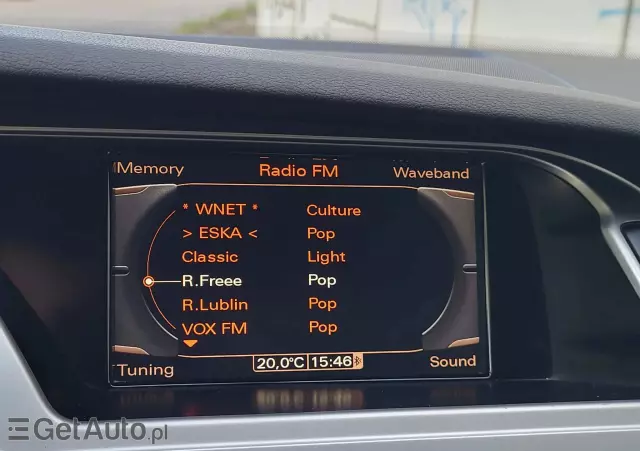 Memory Radio FM Waveband
* WNET * Culture
> ESKA < Pop
Classic Light
R.Freee Pop
R.Lublin Pop
VOX FM Pop
Tuning 20,0°C 15:46 Sound
GetAuto.pl